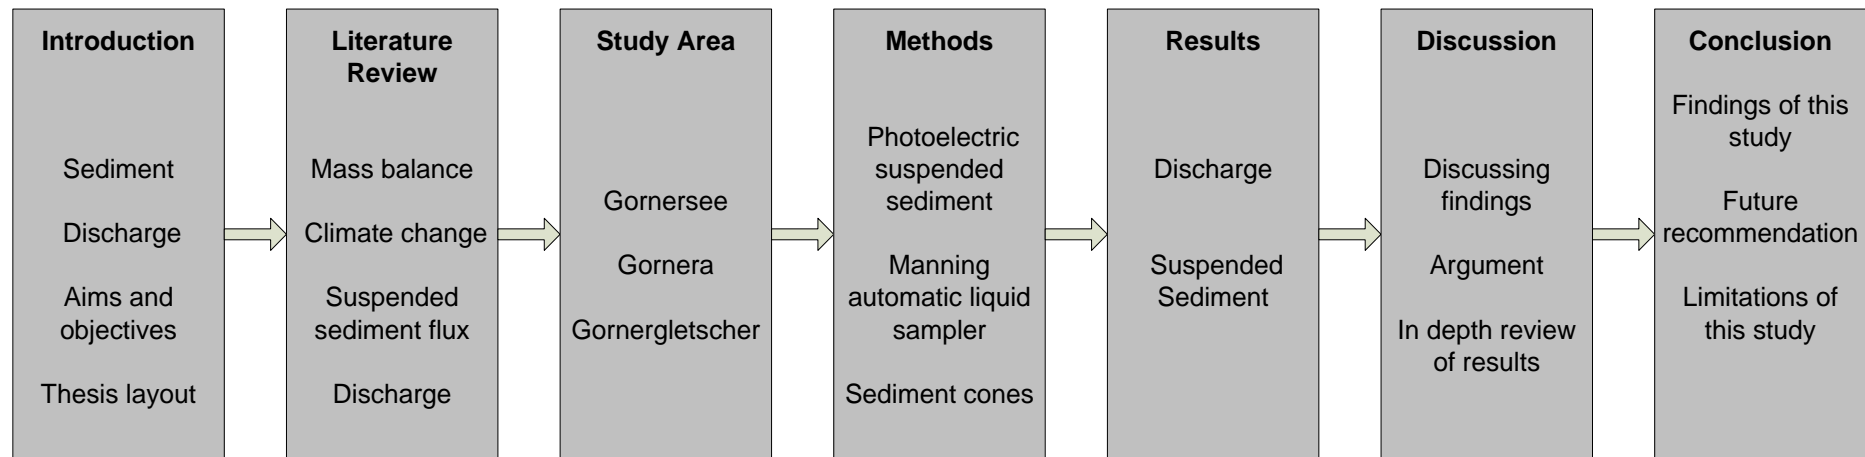 Introduction
Sediment
Discharge
Aims and
objectives
Thesis layout
Literature
Review
Mass balance
Climate change
Suspended
sediment flux
Discharge
Study Area
Gornersee
Gornera
Gornergletscher
Methods
Photoelectric
suspended
sediment
Manning
automatic liquid
sampler
Sediment cones
Results
Discharge
Suspended
Sediment
Discussion
Discussing
findings
Argument
In depth review
of results
Conclusion
Findings of this
study
Future
recommendation
Limitations of
this study